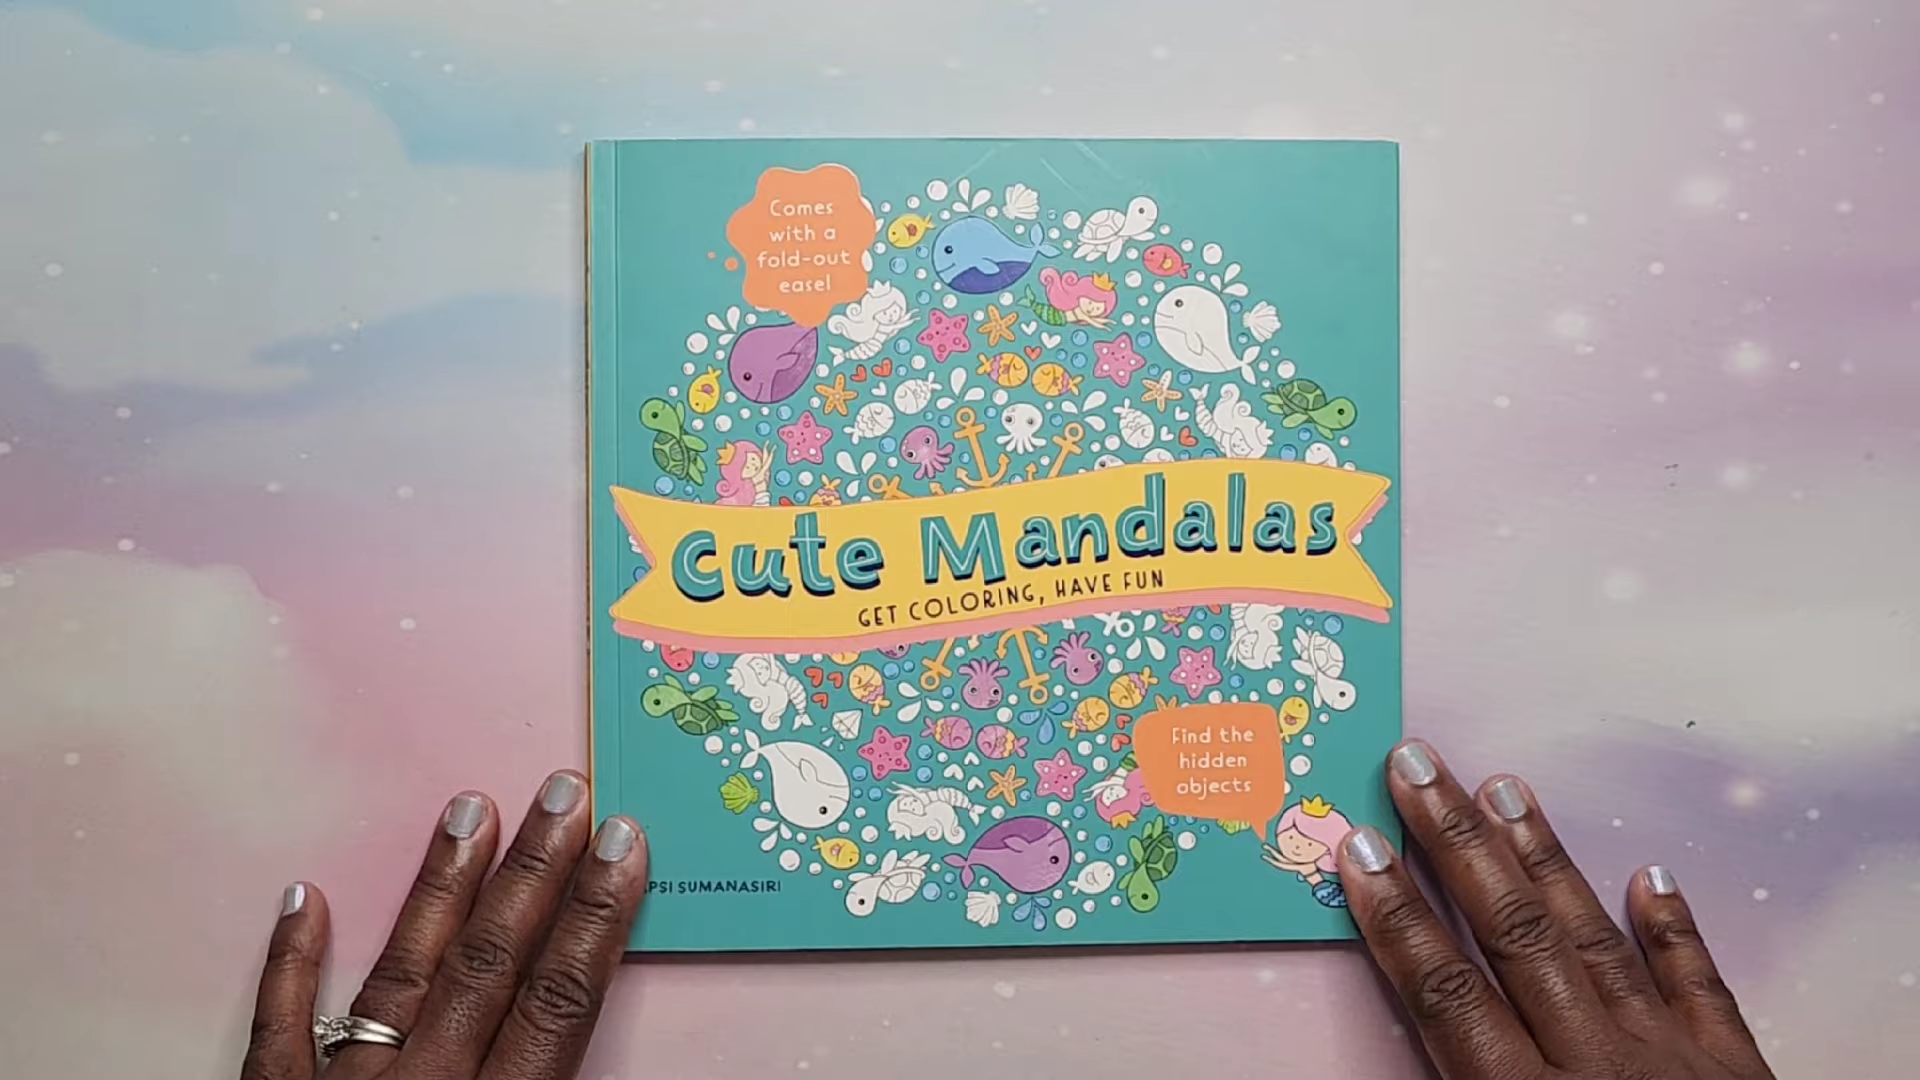 Comes
with a
fold-out
easel
Cute Mandalas
GET COLORING, HAVE FUN
Find the
hidden
objects
SUMANASIRI